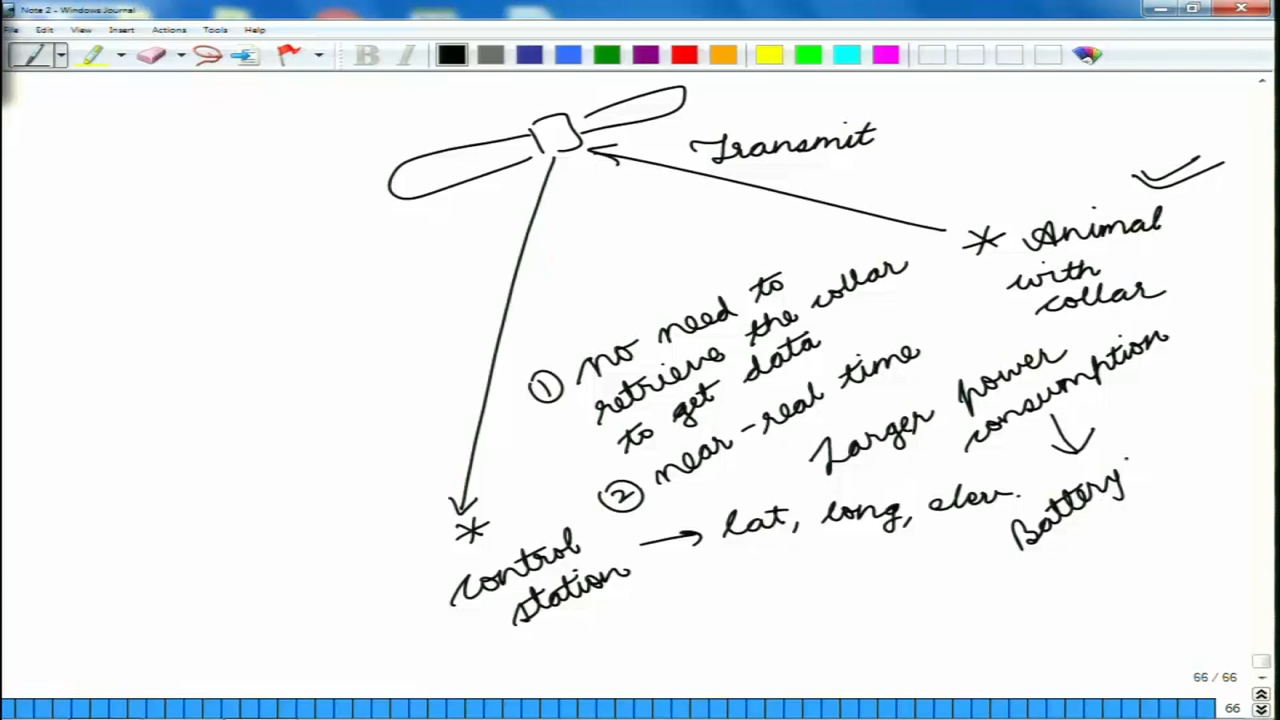 Note 2 - Windows Journal
File Edit View Insert Actions Tools Help
B I
Transmit
Animal
with
collar
① no need to
retrieve the collar
to get data
② near-real time
Larger power
consumption
Battery
control
station → lat, long, elev.
66 / 66
66